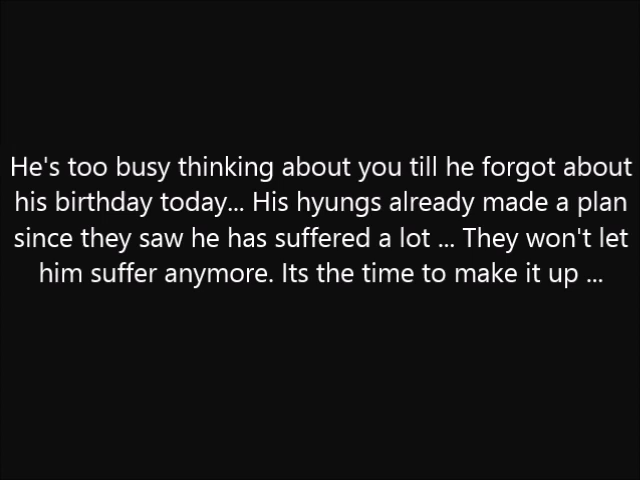 He's too busy thinking about you till he forgot about
his birthday today... His hyungs already made a plan
since they saw he has suffered a lot ... They won't let
him suffer anymore. Its the time to make it up ...